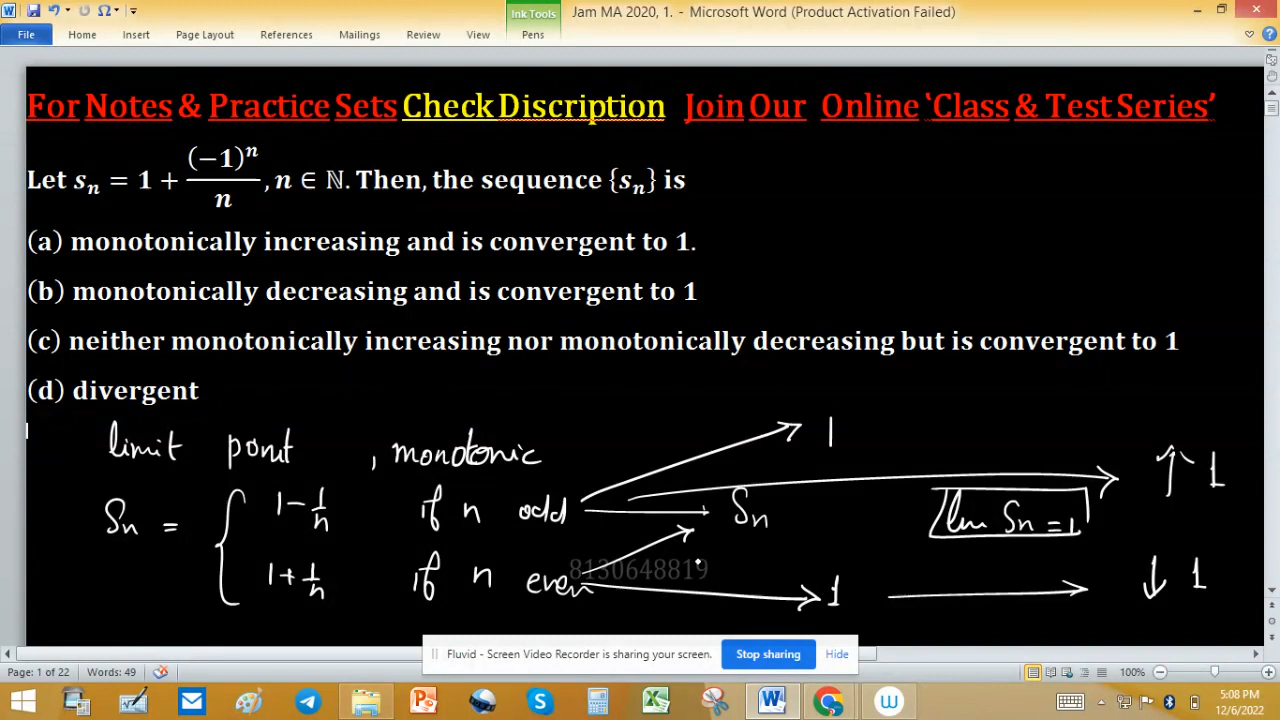 Jam MA 2020, 1. - Microsoft Word (Product Activation Failed)
Ink Tools
File Home Insert Page Layout References Mailings Review View Pens
For Notes & Practice Sets Check Discription Join Our Online 'Class & Test Series'
Let sₙ = 1 + (−1)ⁿ/n, n ∈ ℕ. Then, the sequence {sₙ} is
(a) monotonically increasing and is convergent to 1.
(b) monotonically decreasing and is convergent to 1
(c) neither monotonically increasing nor monotonically decreasing but is convergent to 1
(d) divergent
limit point , monotonic → 1
Sn = { 1 - 1/n if n odd → Sn lim Sn = 1 ↑ 1
1 + 1/n if n even → 1 → ↓ 1
8130648819
Fluvid - Screen Video Recorder is sharing your screen. Stop sharing Hide
Page: 1 of 22 Words: 49 100%
5:08 PM
12/6/2022